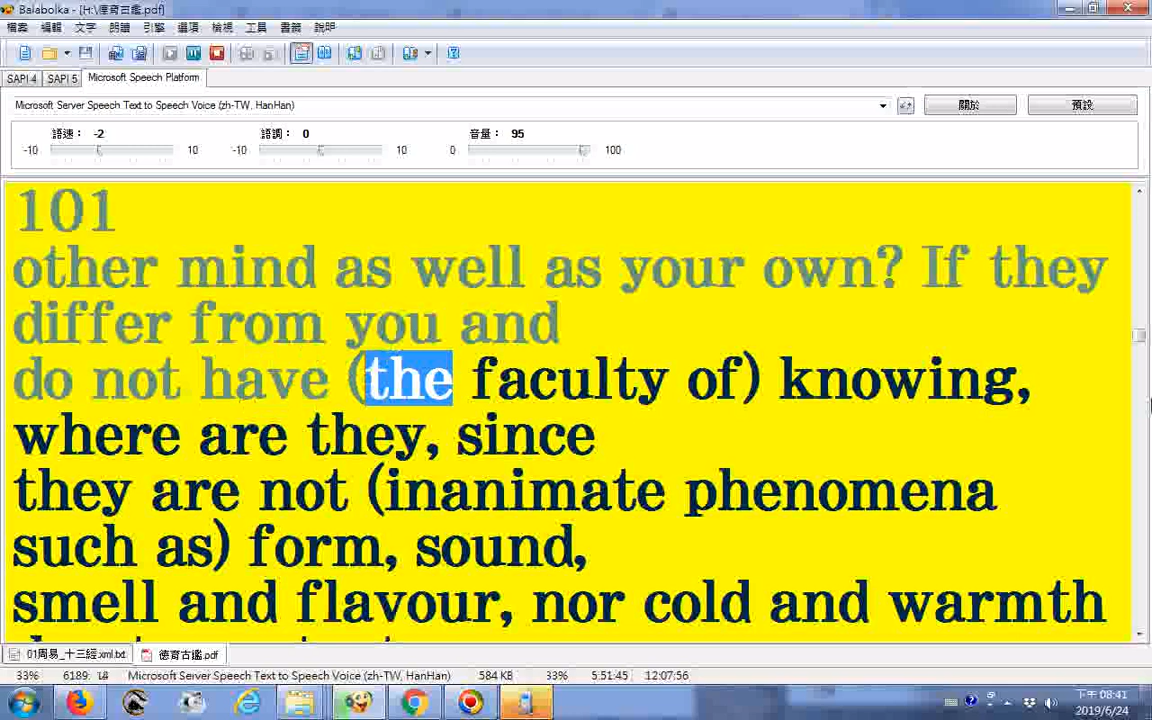 Balabolka - [H:\德育古鑑.pdf]
檔案 編輯 文字 朗讀 引擎 選項 檢視 工具 書籤 說明
SAPI 4 SAPI 5 Microsoft Speech Platform
Microsoft Server Speech Text to Speech Voice (zh-TW, HanHan) 關於 預設
語速： -2 語調： 0 音量： 95
-10 10 -10 10 0 100
101
other mind as well as your own? If they
differ from you and
do not have (the faculty of) knowing,
where are they, since
they are not (inanimate phenomena
such as) form, sound,
smell and flavour, nor cold and warmth
01周易_十三經.xml.txt 德育古鑑.pdf
33% 6189: Microsoft Server Speech Text to Speech Voice (zh-TW, HanHan) 584 KB 33% 5:51:45 12:07:56
下午 08:41
2019/6/24